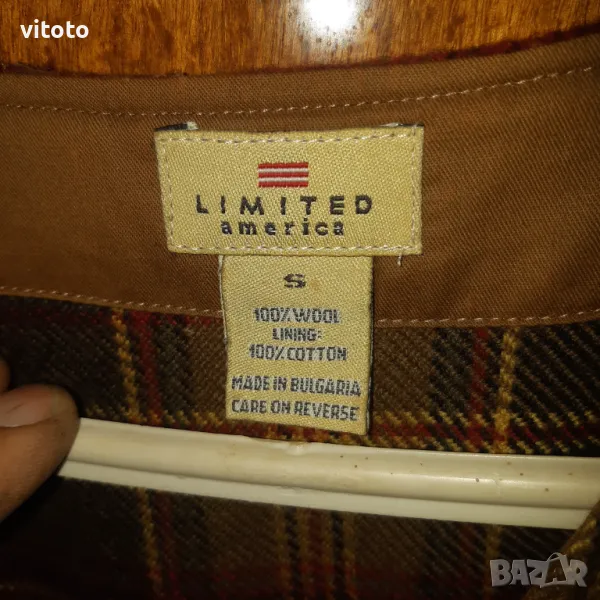 vitoto
LIMITED
america
S
100% WOOL
LINING:
100% COTTON
MADE IN BULGARIA
CARE ON REVERSE
BAZAR